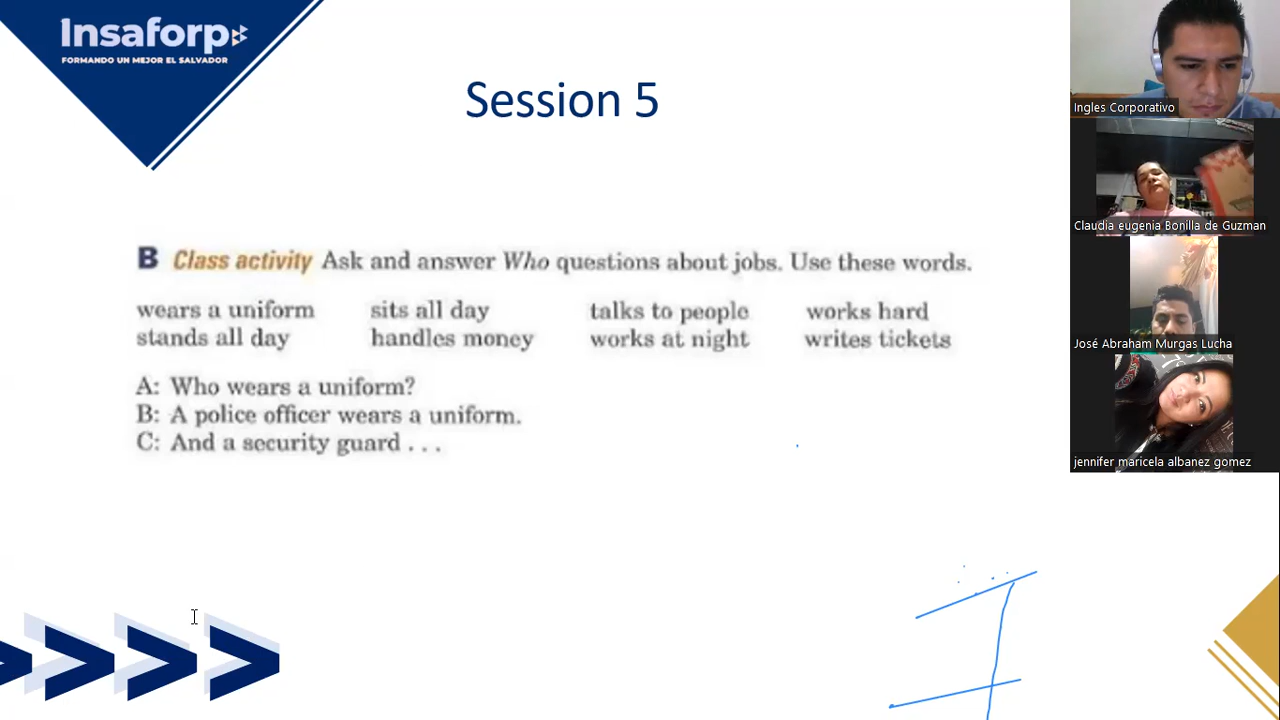 Insaforp
FORMANDO UN MEJOR EL SALVADOR
Session 5
B Class activity Ask and answer Who questions about jobs. Use these words.
wears a uniform sits all day talks to people works hard
stands all day handles money works at night writes tickets
A: Who wears a uniform?
B: A police officer wears a uniform.
C: And a security guard . . .
Ingles Corporativo
Claudia eugenia Bonilla de Guzman
José Abraham Murgas Lucha
jennifer maricela albanez gomez